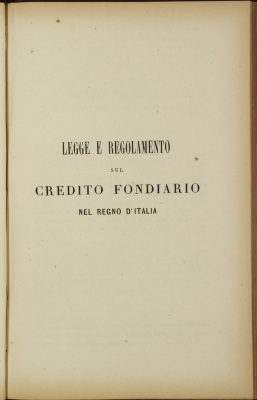 LEGGE E REGOLAMENTO
SUL
CREDITO FONDIARIO
NEL REGNO D'ITALIA